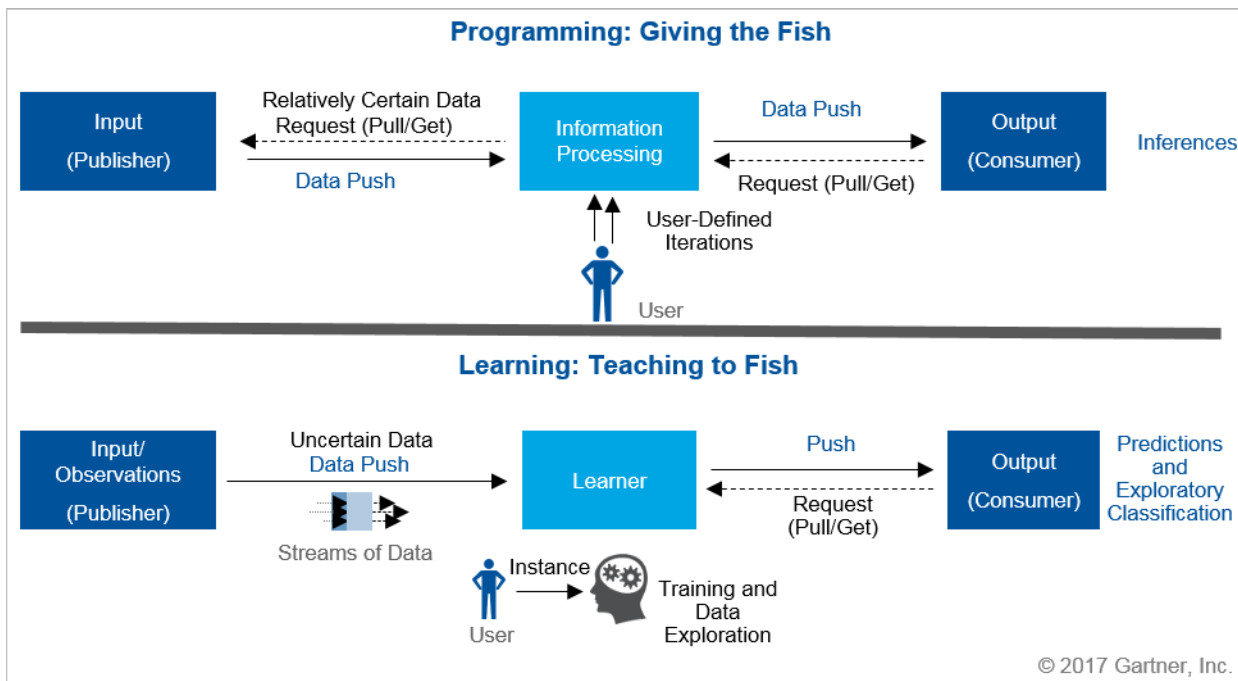 Programming: Giving the Fish
Input
(Publisher)
Relatively Certain Data
Request (Pull/Get)
Data Push
Information
Processing
Data Push
Request (Pull/Get)
Output
(Consumer)
Inferences
User-Defined
Iterations
User
Learning: Teaching to Fish
Input/
Observations
(Publisher)
Uncertain Data
Data Push
Streams of Data
Learner
Push
Request
(Pull/Get)
Output
(Consumer)
Predictions
and
Exploratory
Classification
Instance
User
Training and
Data
Exploration
© 2017 Gartner, Inc.